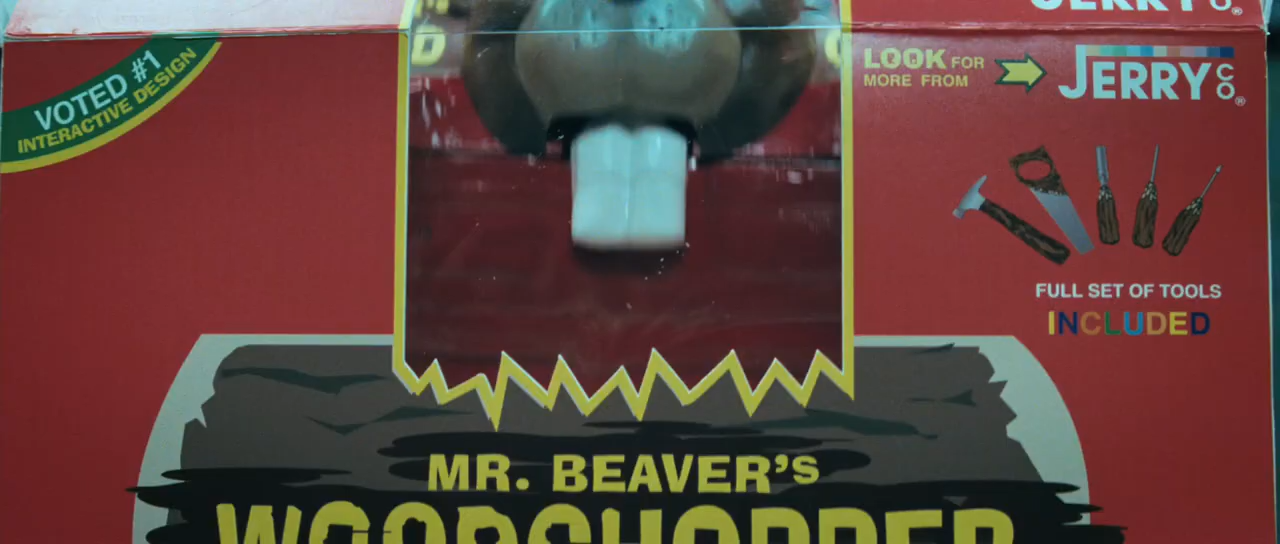 JERRY CO®
VOTED #1
INTERACTIVE DESIGN
LOOK FOR
MORE FROM
JERRY CO®
FULL SET OF TOOLS
INCLUDED
MR. BEAVER'S